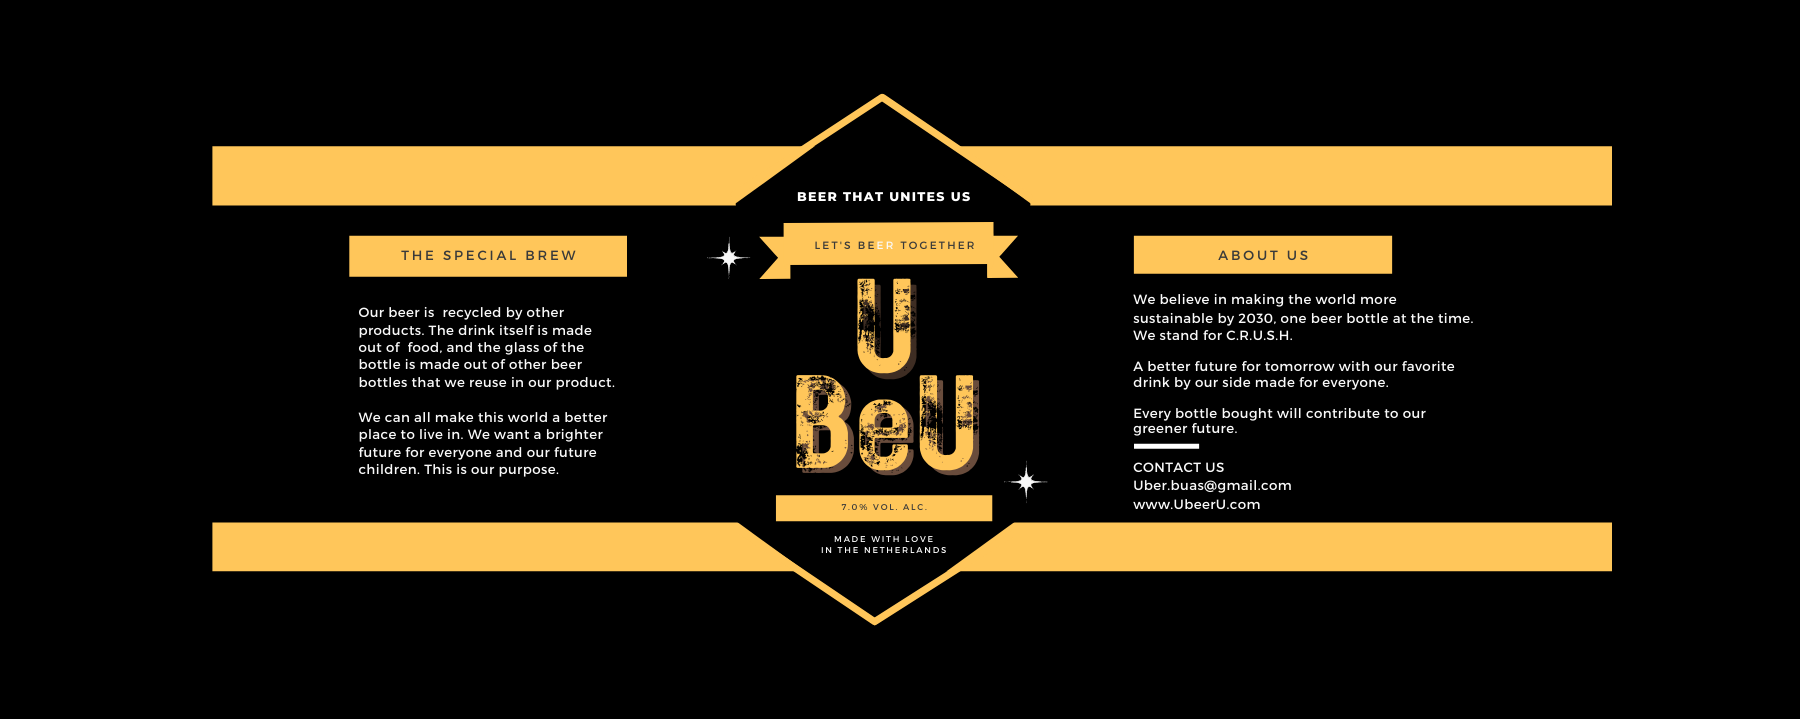 BEER THAT UNITES US
LET'S BEER TOGETHER
U
BeU
7.0% VOL. ALC.
MADE WITH LOVE
IN THE NETHERLANDS
THE SPECIAL BREW
Our beer is  recycled by other
products. The drink itself is made
out of  food, and the glass of the
bottle is made out of other beer
bottles that we reuse in our product.
We can all make this world a better
place to live in. We want a brighter
future for everyone and our future
children. This is our purpose.
ABOUT US
We believe in making the world more
sustainable by 2030, one beer bottle at the time.
We stand for C.R.U.S.H.
A better future for tomorrow with our favorite
drink by our side made for everyone.
Every bottle bought will contribute to our
greener future.
CONTACT US
Uber.buas@gmail.com
www.UbeerU.com